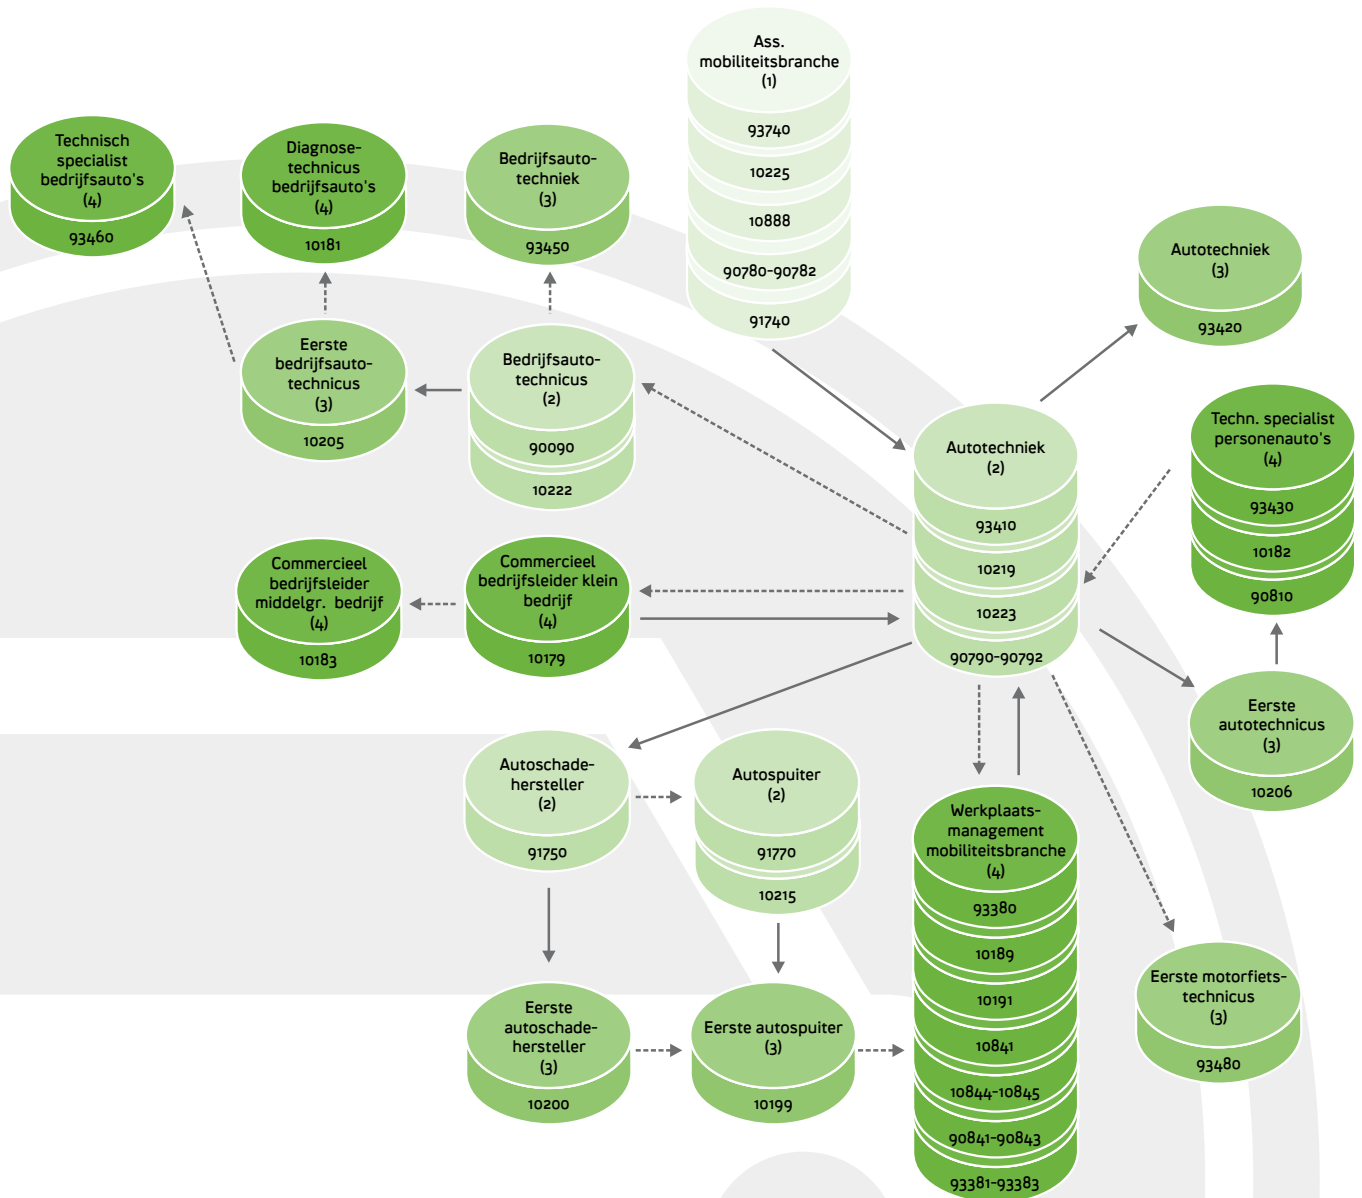 Ass.
mobiliteitsbranche
(1)
93740
10225
10888
90780-90782
91740
Technisch
specialist
bedrijfsauto's
(4)
93460
Diagnose-
technicus
bedrijfsauto's
(4)
10181
Bedrijfsauto-
techniek
(3)
93450
Autotechniek
(3)
93420
Eerste
bedrijfsauto-
technicus
(3)
10205
Bedrijfsauto-
technicus
(2)
90090
10222
Autotechniek
(2)
93410
10219
10223
90790-90792
Techn. specialist
personenauto's
(4)
93430
10182
90810
Commercieel
bedrijfsleider
middelgr. bedrijf
(4)
10183
Commercieel
bedrijfsleider klein
bedrijf
(4)
10179
Eerste
autotechnicus
(3)
10206
Autoschade-
hersteller
(2)
91750
Autospuiter
(2)
91770
10215
Werkplaats-
management
mobiliteitsbranche
(4)
93380
10189
10191
10841
10844-10845
90841-90843
93381-93383
Eerste motorfiets-
technicus
(3)
93480
Eerste
autoschade-
hersteller
(3)
10200
Eerste autospuiter
(3)
10199